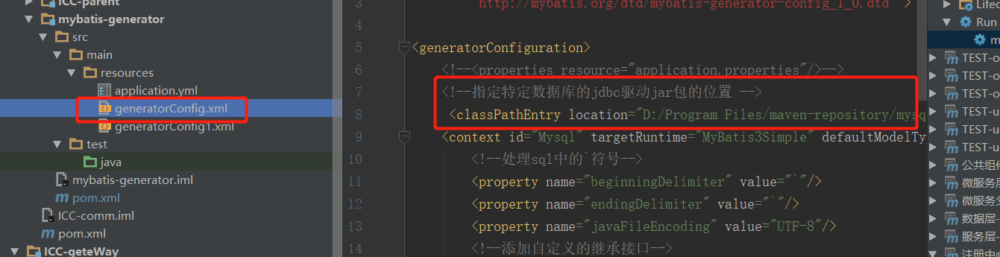 ICC-parent
mybatis-generator
src
main
resources
application.yml
generatorConfig.xml
generatorConfig1.xml
test
java
mybatis-generator.iml
pom.xml
ICC-comm.iml
pom.xml
ICC-geteWay
3 http://mybatis.org/dtd/mybatis-generator-config_1_0.dtd >
4
5 <generatorConfiguration>
6 <!--<properties resource="application.properties"/>-->
7 <!--指定特定数据库的jdbc驱动jar包的位置 -->
8 <classPathEntry location="D:/Program Files/maven-repository/mysq
9 <context id="Mysql" targetRuntime="MyBatis3Simple" defaultModelTy
10 <!--处理sql中的`符号-->
11 <property name="beginningDelimiter" value="`"/>
12 <property name="endingDelimiter" value="`"/>
13 <property name="javaFileEncoding" value="UTF-8"/>
14 <!--添加自定义的继承接口-->
Lifec
Run
m
TEST-o
TEST-o
TEST-o
TEST-u
TEST-u
TEST-u
公共组件
微服务层
微服务父
数据层-
服务层-
注册中心